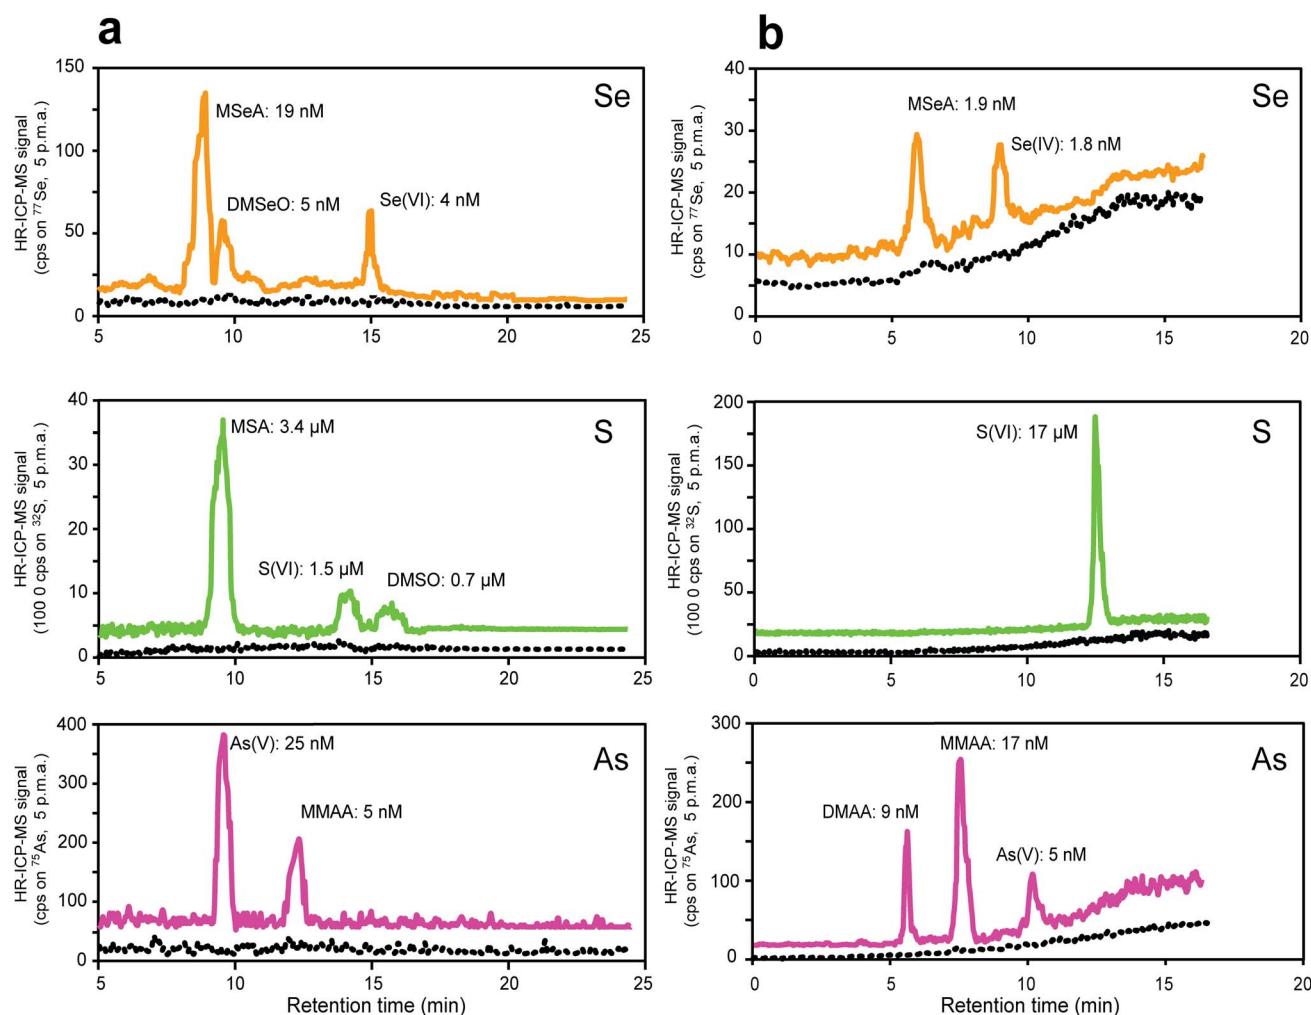 a
b
150
100
50
0
HR-ICP-MS signal
(cps on ⁷⁷Se, 5 p.m.a.)
Se
MSeA: 19 nM
DMSeO: 5 nM
Se(VI): 4 nM
5
10
15
20
25
40
30
20
10
0
HR-ICP-MS signal
(cps on ⁷⁷Se, 5 p.m.a.)
Se
MSeA: 1.9 nM
Se(IV): 1.8 nM
0
5
10
15
20
40
30
20
10
0
HR-ICP-MS signal
(100 0 cps on ³²S, 5 p.m.a.)
S
MSA: 3.4 µM
S(VI): 1.5 µM
DMSO: 0.7 µM
5
10
15
20
25
200
150
100
50
0
HR-ICP-MS signal
(100 0 cps on ³²S, 5 p.m.a.)
S
S(VI): 17 µM
0
5
10
15
20
400
300
200
100
0
HR-ICP-MS signal
(cps on ⁷⁵As, 5 p.m.a.)
As
As(V): 25 nM
MMAA: 5 nM
5
10
15
20
25
Retention time (min)
300
200
100
0
HR-ICP-MS signal
(cps on ⁷⁵As, 5 p.m.a.)
As
MMAA: 17 nM
DMAA: 9 nM
As(V): 5 nM
0
5
10
15
20
Retention time (min)